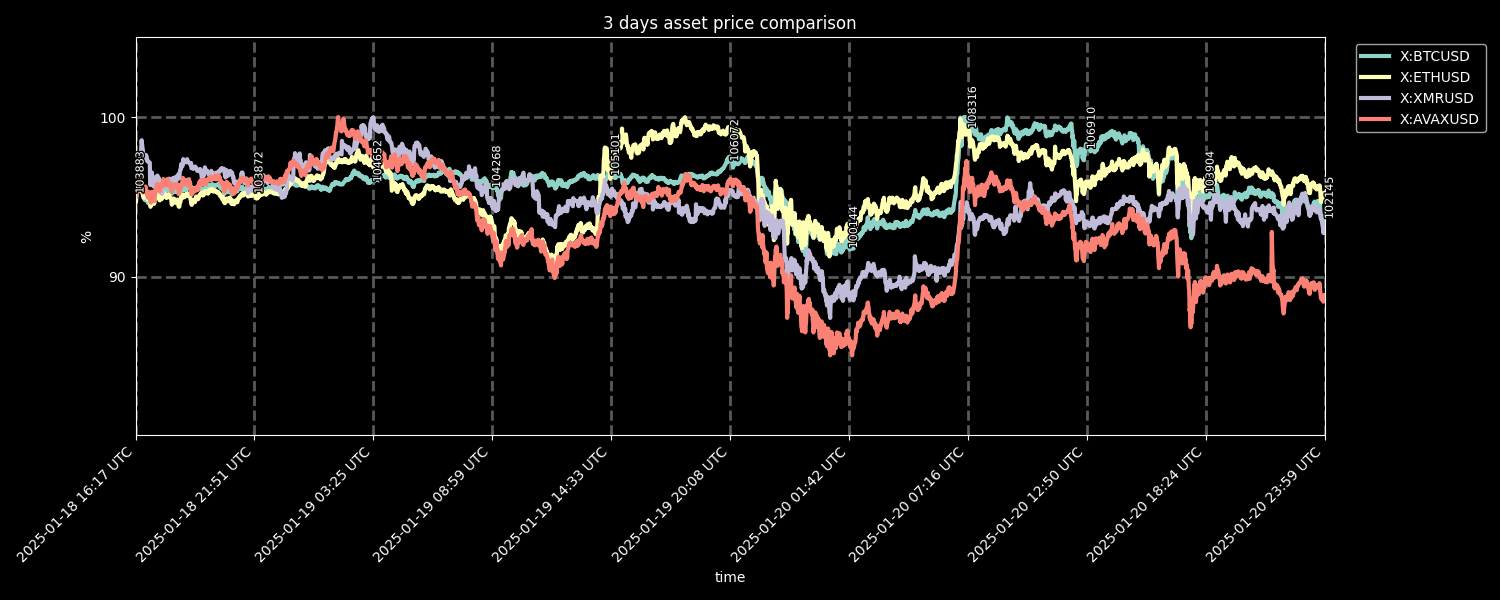 3 days asset price comparison
X:BTCUSD
X:ETHUSD
X:XMRUSD
X:AVAXUSD
%
100
90
103883
103872
104652
104268
105101
106072
100144
108316
106910
103904
102145
2025-01-18 16:17 UTC
2025-01-18 21:51 UTC
2025-01-19 03:25 UTC
2025-01-19 08:59 UTC
2025-01-19 14:33 UTC
2025-01-19 20:08 UTC
2025-01-20 01:42 UTC
2025-01-20 07:16 UTC
2025-01-20 12:50 UTC
2025-01-20 18:24 UTC
2025-01-20 23:59 UTC
time